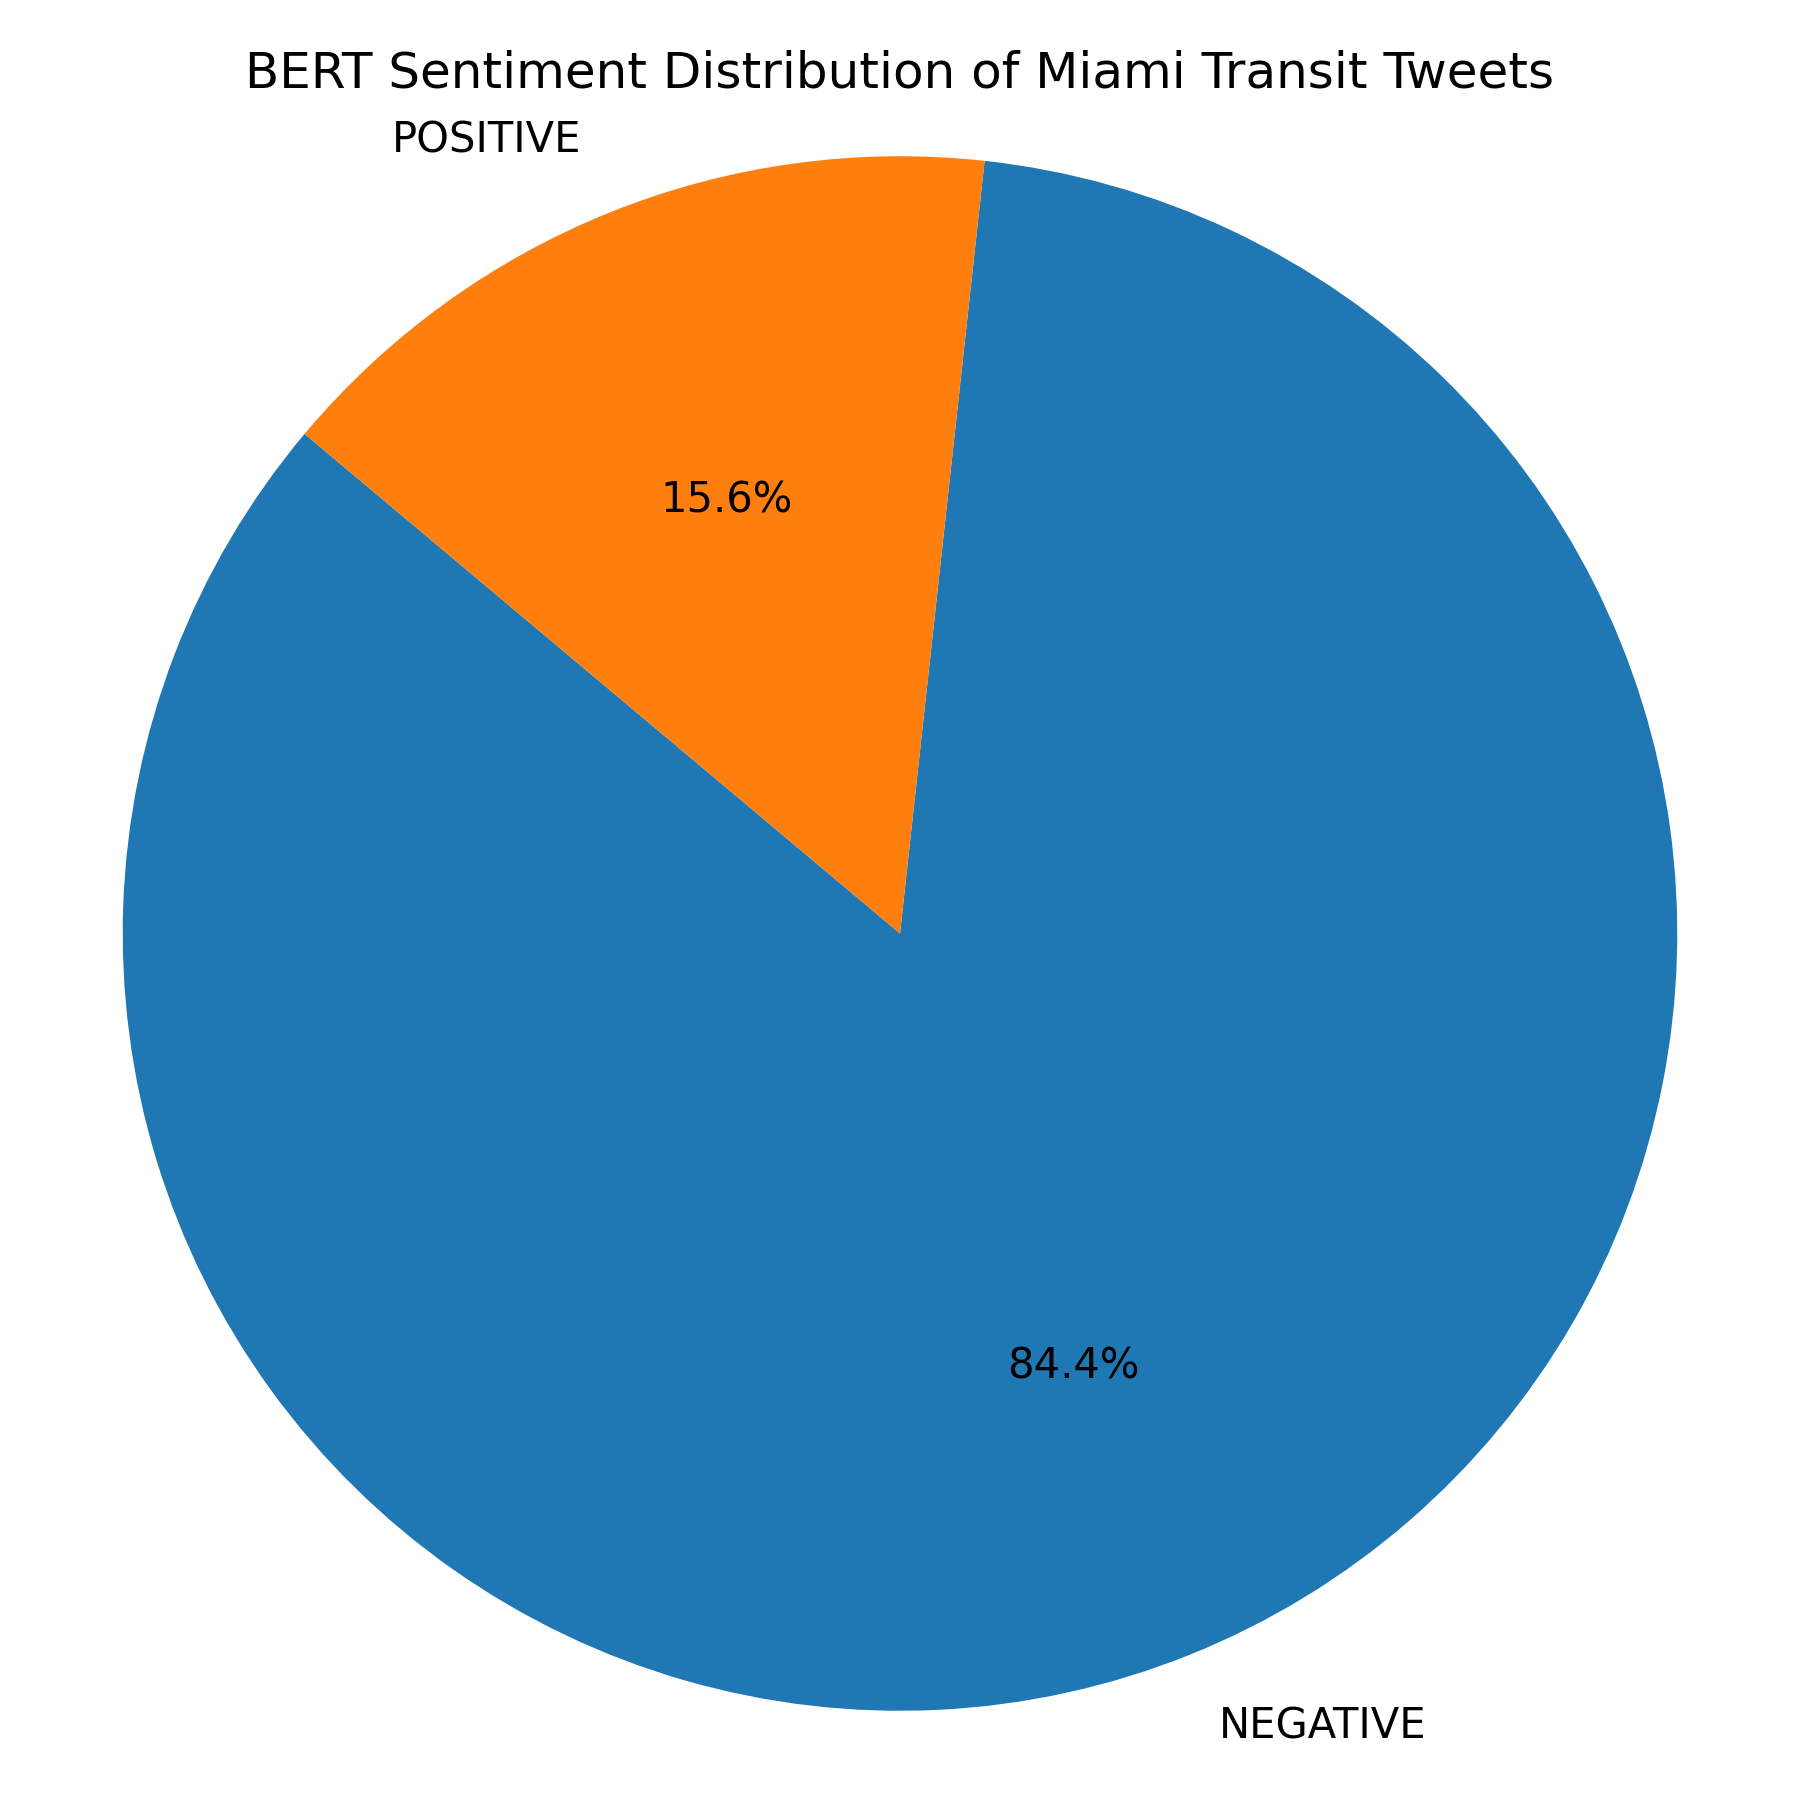 BERT Sentiment Distribution of Miami Transit Tweets
POSITIVE
15.6%
84.4%
NEGATIVE